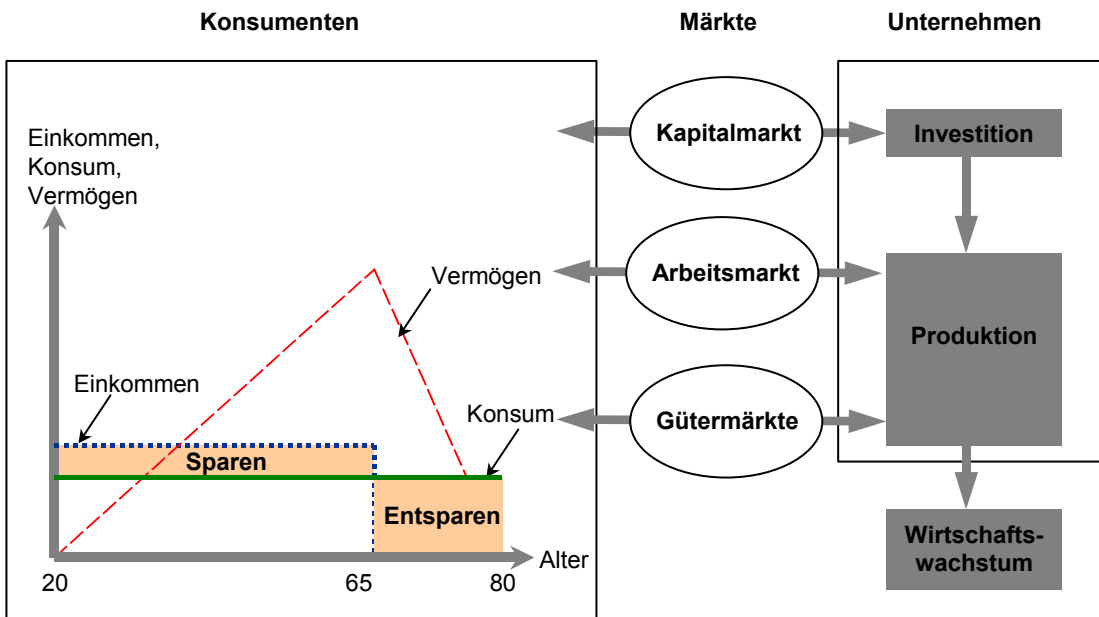 Konsumenten
Märkte
Unternehmen
Einkommen,
Konsum,
Vermögen
Vermögen
Einkommen
Konsum
Sparen
Entsparen
Alter
20
65
80
Kapitalmarkt
Arbeitsmarkt
Gütermärkte
Investition
Produktion
Wirtschafts-
wachstum